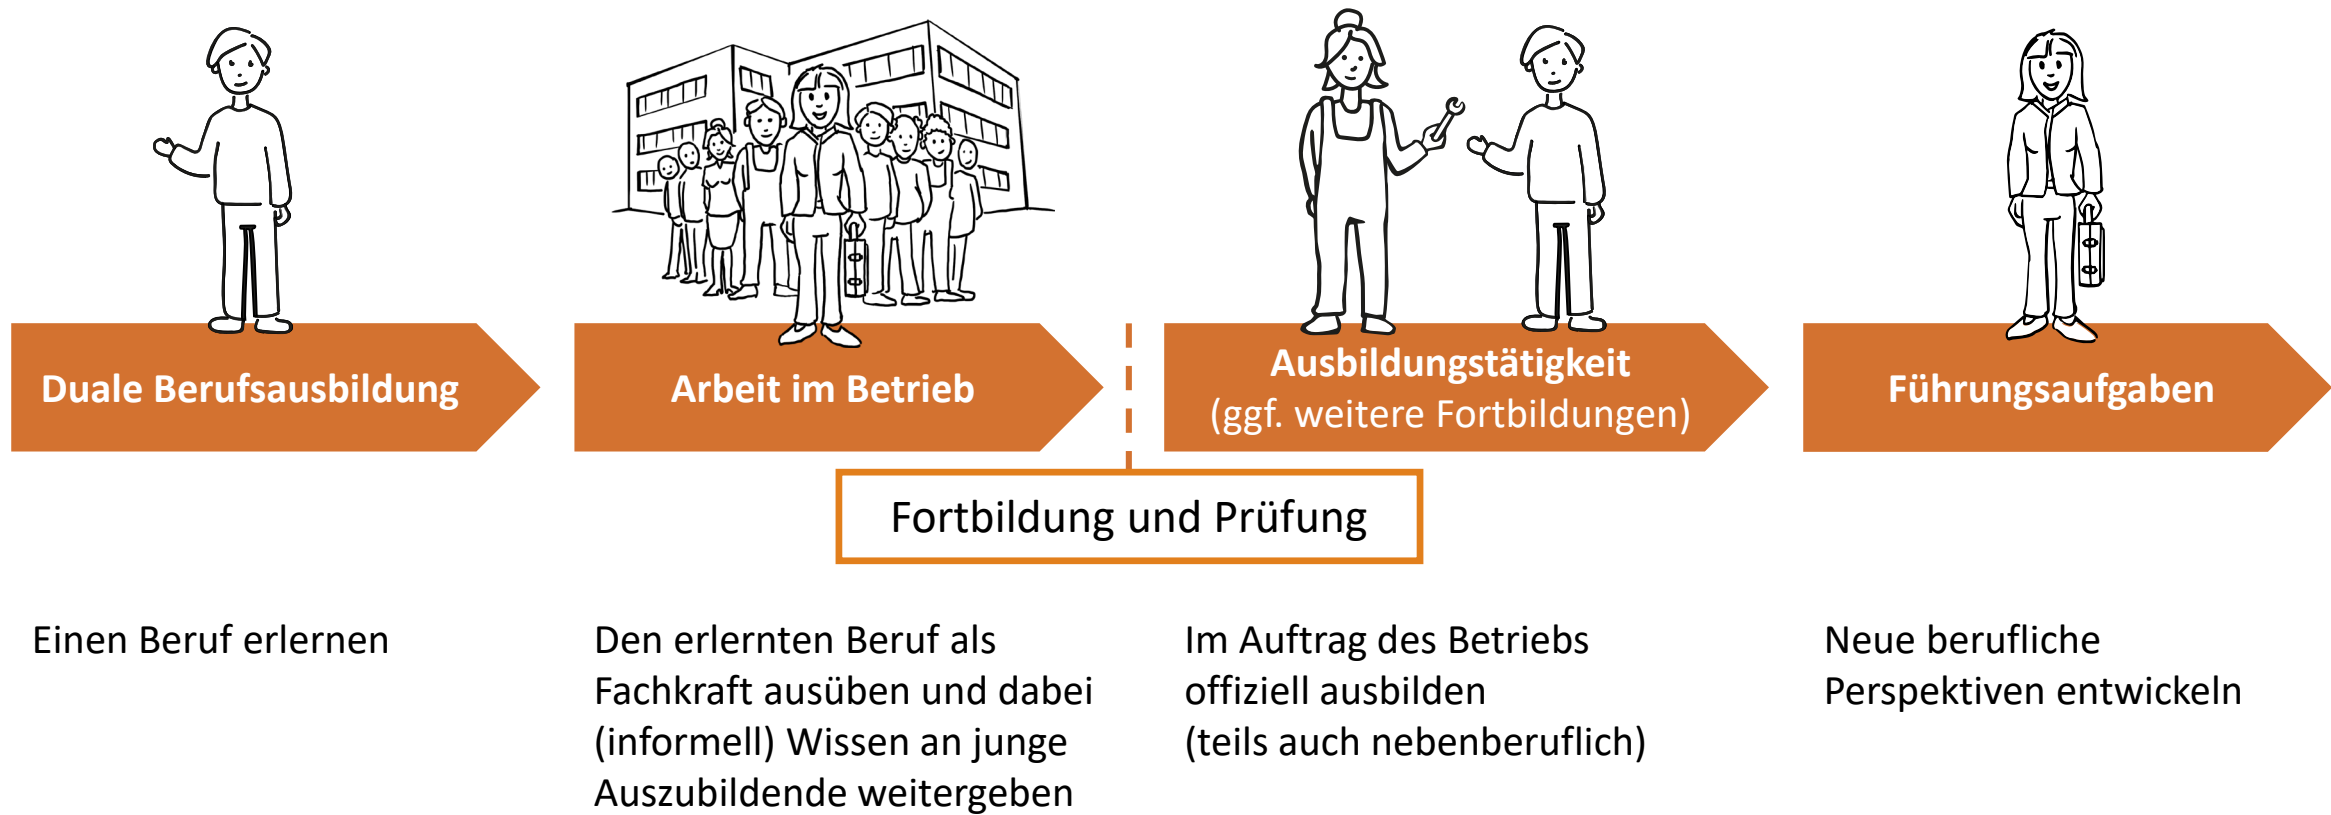 Duale Berufsausbildung
Arbeit im Betrieb
Ausbildungstätigkeit
(ggf. weitere Fortbildungen)
Führungsaufgaben
Fortbildung und Prüfung
Einen Beruf erlernen
Den erlernten Beruf als
Fachkraft ausüben und dabei
(informell) Wissen an junge
Auszubildende weitergeben
Im Auftrag des Betriebs
offiziell ausbilden
(teils auch nebenberuflich)
Neue berufliche
Perspektiven entwickeln